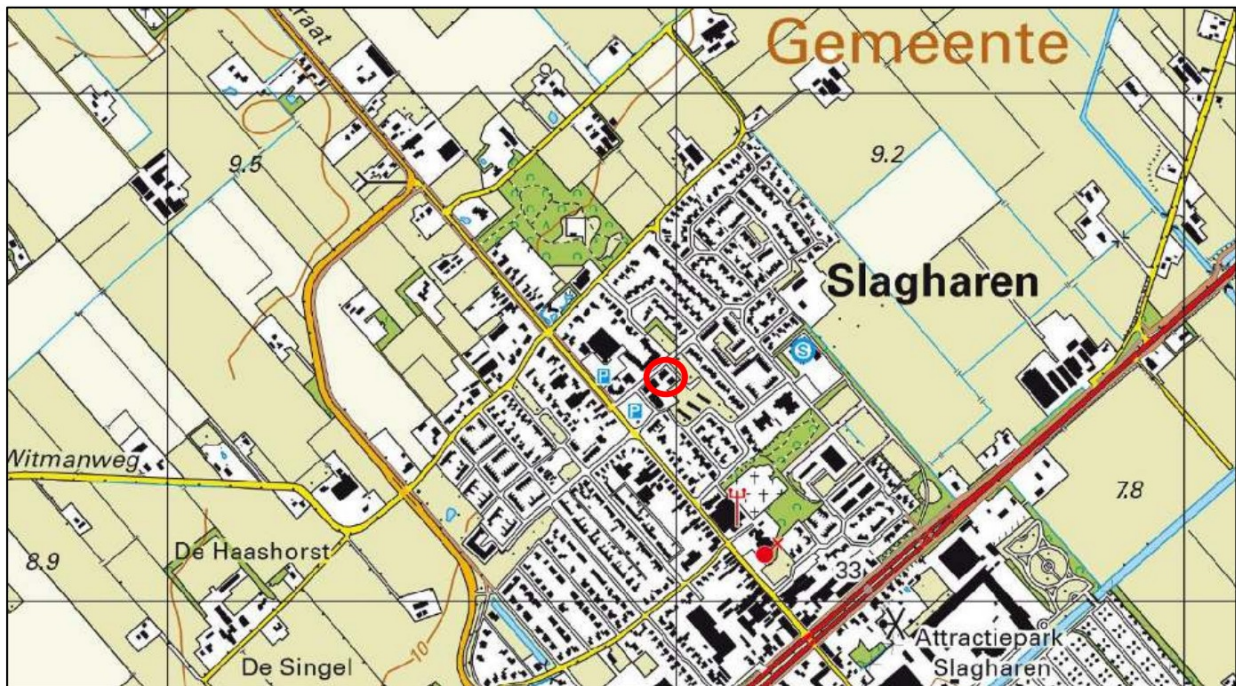 Gemeente
9.5
9.2
Slagharen
P
S
P
Witmanweg
7.8
De Haashorst
8.9
33
10
Attractiepark
Slagharen
De Singel